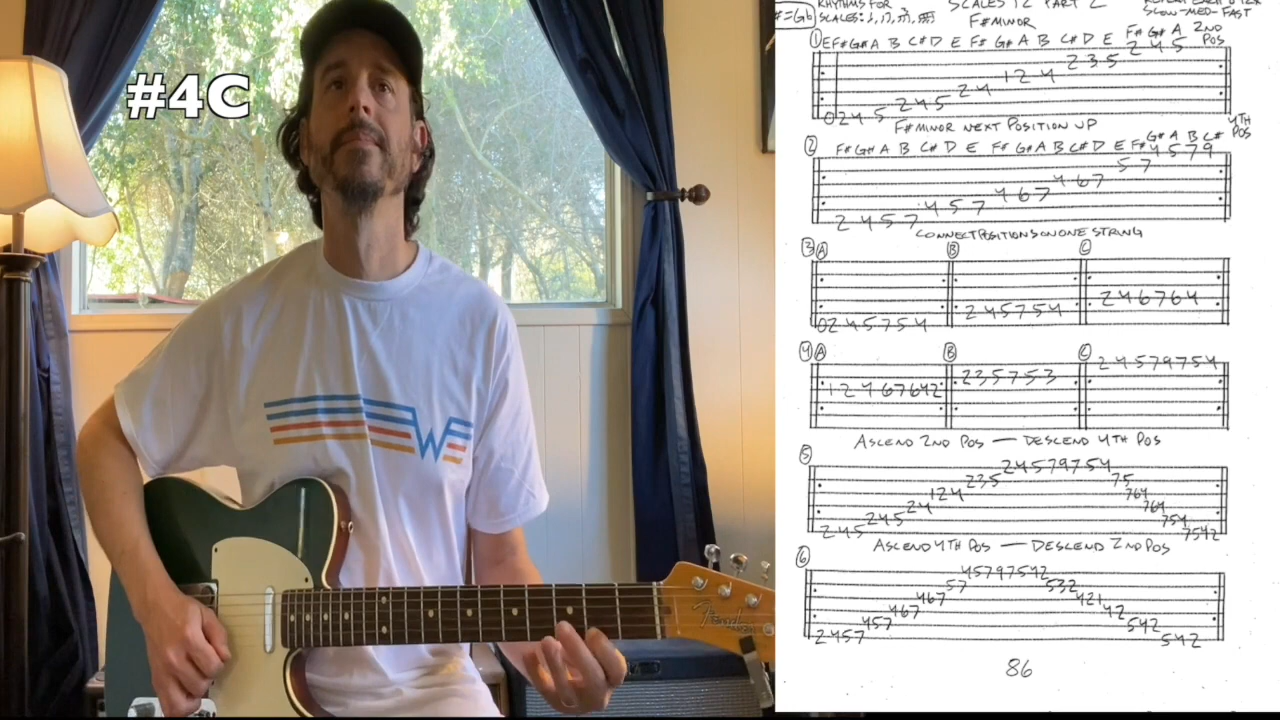 #4C
W
Fender
#=Gb
RHYTHMS FOR
SCALES:
SCALES 12 PART 2
REPEAT EACH
SLOW-MED-FAST
F#MINOR
1 E F# G# A B C# D E F# G# A B C# D E F# G# A 2ND POS
0 2 4 5 2 4 5 2 4 1 2 4 2 3 5 2 4 5
F#MINOR NEXT POSITION UP
2 F# G# A B C# D E F# G# A B C# D E F# G# A B C# 4TH POS
2 4 5 7 4 5 7 4 6 7 4 6 7 5 7 4 5 7 9
CONNECT POSITIONS ON ONE STRING
3 A B C
0 2 4 5 7 5 4 2 4 5 7 5 4 2 4 6 7 6 4
4 A B C
1 2 4 6 7 6 4 2 2 3 5 7 5 3 2 4 5 7 9 7 5 4
ASCEND 2ND POS — DESCEND 4TH POS
5
2 4 5 2 4 5 2 4 1 2 4 2 3 5 2 4 5 7 9 7 5 4 7 5 7 6 4 7 6 4 7 5 4 7 5 4 2
ASCEND 4TH POS — DESCEND 2ND POS
6
2 4 5 7 4 5 7 4 6 7 4 6 7 5 7 4 5 7 9 7 5 4 2 5 3 2 4 2 1 4 2 5 4 2 5 4 2
86